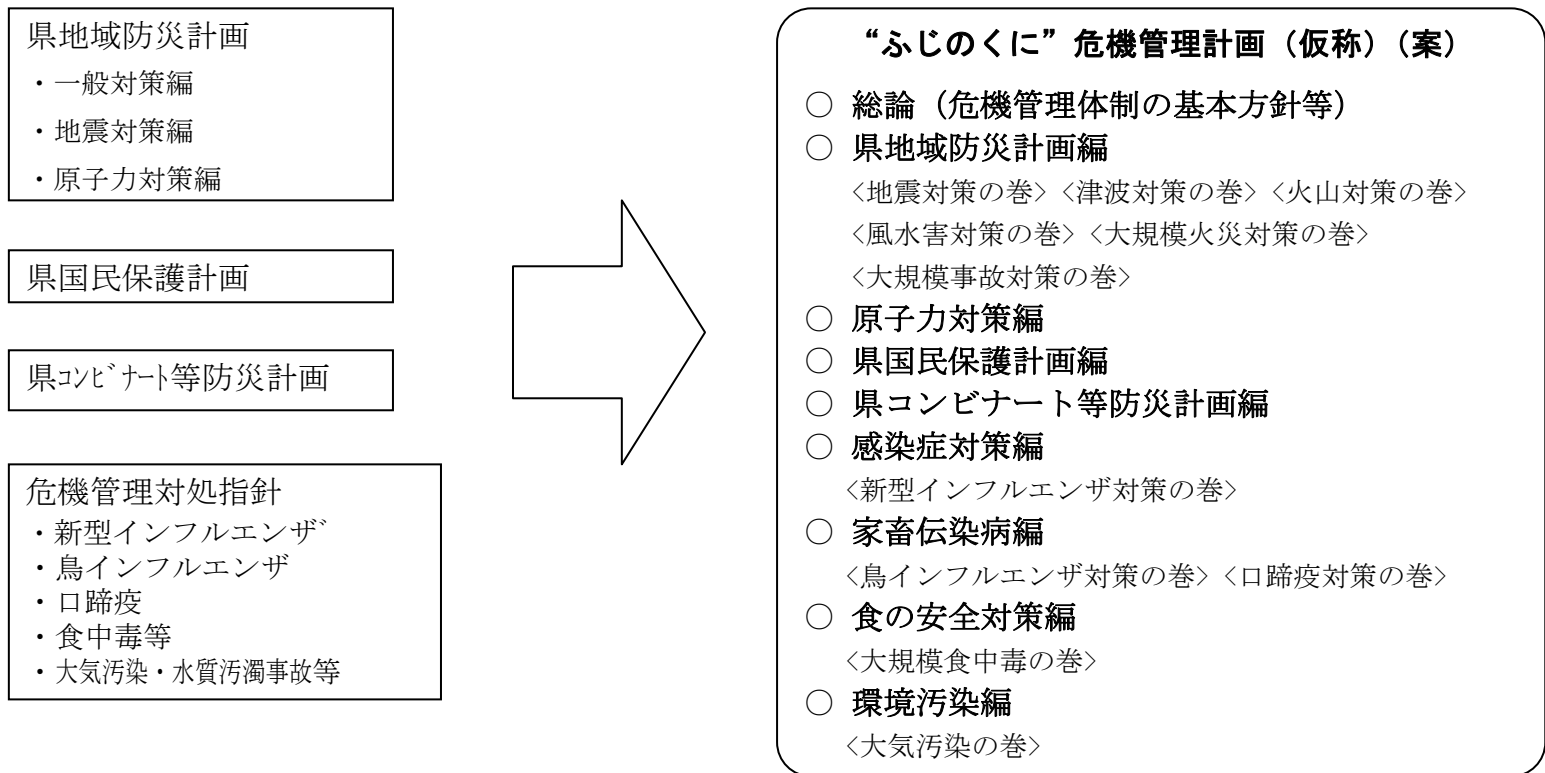 県地域防災計画
・一般対策編
・地震対策編
・原子力対策編
県国民保護計画
県コンビナート等防災計画
危機管理対処指針
・新型インフルエンザ゛
・鳥インフルエンザ
・口蹄疫
・食中毒等
・大気汚染・水質汚濁事故等
“ふじのくに”危機管理計画（仮称）（案）
○ 総論（危機管理体制の基本方針等）
○ 県地域防災計画編
<地震対策の巻> <津波対策の巻> <火山対策の巻>
<風水害対策の巻> <大規模火災対策の巻>
<大規模事故対策の巻>
○ 原子力対策編
○ 県国民保護計画編
○ 県コンビナート等防災計画編
○ 感染症対策編
<新型インフルエンザ対策の巻>
○ 家畜伝染病編
<鳥インフルエンザ対策の巻> <口蹄疫対策の巻>
○ 食の安全対策編
<大規模食中毒の巻>
○ 環境汚染編
<大気汚染の巻>